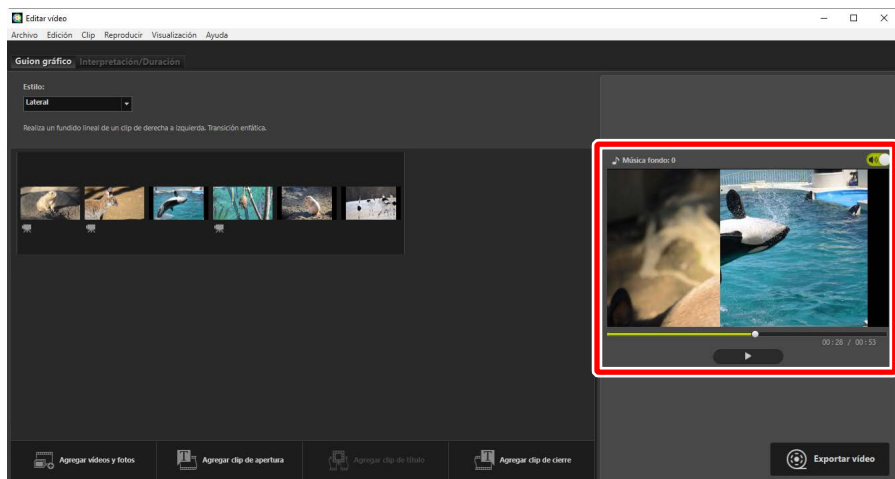 Editar vídeo
Archivo Edición Clip Reproducir Visualización Ayuda
Guion gráfico Interpretación/Duración
Estilo:
Lateral
Realiza un fundido lineal de un clip de derecha a izquierda. Transición enfática.
Música fondo: 0
00:28 / 00:53
Agregar vídeos y fotos
Agregar clip de apertura
Agregar clip de título
Agregar clip de cierre
Exportar vídeo